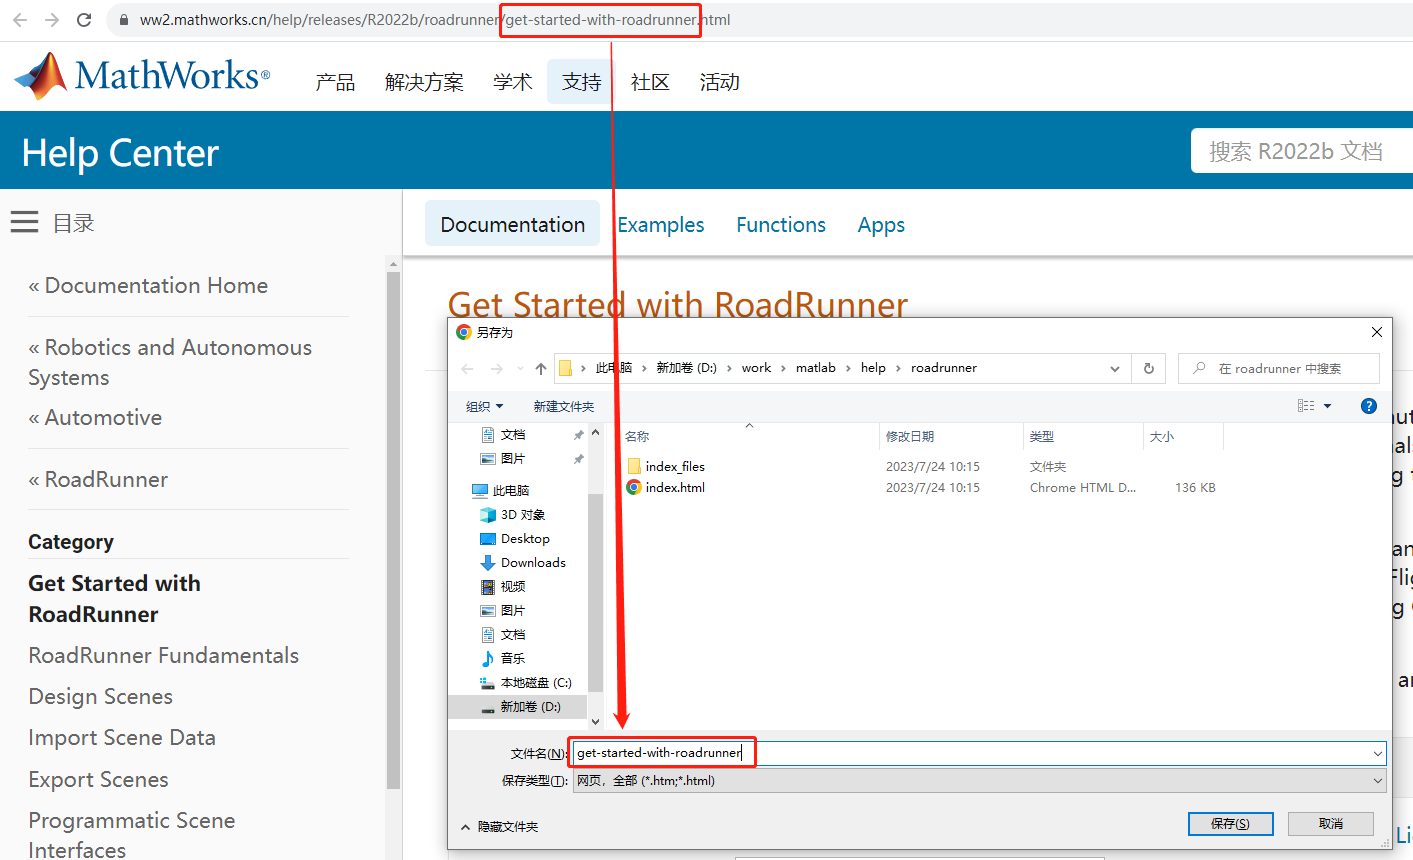 ww2.mathworks.cn/help/releases/R2022b/roadrunner/get-started-with-roadrunner.html
MathWorks®
产品 解决方案 学术 支持 社区 活动
Help Center
搜索 R2022b 文档
目录
Documentation Examples Functions Apps
« Documentation Home
« Robotics and Autonomous
Systems
« Automotive
« RoadRunner
Category
Get Started with
RoadRunner
RoadRunner Fundamentals
Design Scenes
Import Scene Data
Export Scenes
Programmatic Scene
Interfaces
Get Started with RoadRunner
另存为
此电脑 › 新加卷 (D:) › work › matlab › help › roadrunner
在 roadrunner 中搜索
组织 新建文件夹
文档
图片
此电脑
3D 对象
Desktop
Downloads
视频
图片
文档
音乐
本地磁盘 (C:)
新加卷 (D:)
名称 修改日期 类型 大小
index_files 2023/7/24 10:15 文件夹
index.html 2023/7/24 10:15 Chrome HTML D... 136 KB
文件名(N): get-started-with-roadrunner
保存类型(T): 网页，全部 (*.htm;*.html)
隐藏文件夹
保存(S) 取消